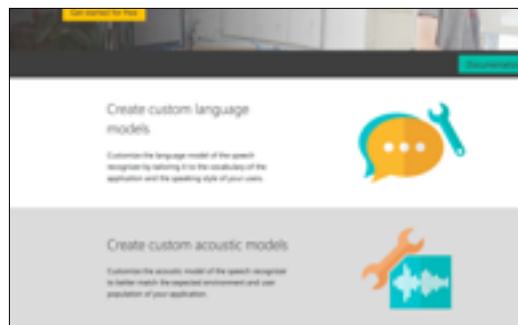 Get started for free
Documentation
Create custom language
models
Customize the language model of the speech
recognizer by tailoring it to the vocabulary of the
application and the speaking style of your users.
Create custom acoustic models
Customize the acoustic model of the speech recognizer
to better match the expected environment and user
population of your application.